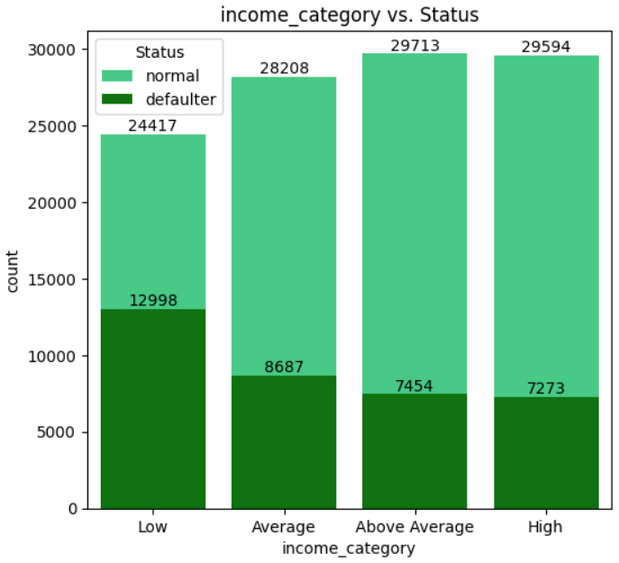 income_category vs. Status
Status
normal
defaulter
count
30000
25000
20000
15000
10000
5000
0
24417
28208
29713
29594
12998
8687
7454
7273
Low
Average
Above Average
High
income_category